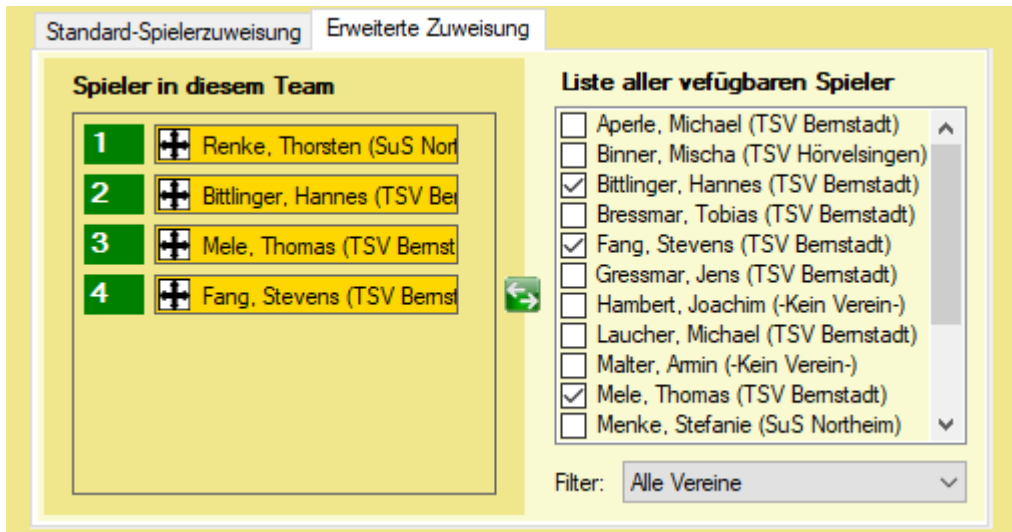 Standard-Spielerzuweisung
Erweiterte Zuweisung
Spieler in diesem Team
1 Renke, Thorsten (SuS Nort
2 Bittlinger, Hannes (TSV Ber
3 Mele, Thomas (TSV Bernst
4 Fang, Stevens (TSV Bernst
Liste aller vefügbaren Spieler
Aperle, Michael (TSV Bernstadt)
Binner, Mischa (TSV Hörvelsingen)
Bittlinger, Hannes (TSV Bernstadt)
Bressmar, Tobias (TSV Bernstadt)
Fang, Stevens (TSV Bernstadt)
Gressmar, Jens (TSV Bernstadt)
Hambert, Joachim (-Kein Verein-)
Laucher, Michael (TSV Bernstadt)
Malter, Armin (-Kein Verein-)
Mele, Thomas (TSV Bernstadt)
Menke, Stefanie (SuS Northeim)
Filter: Alle Vereine